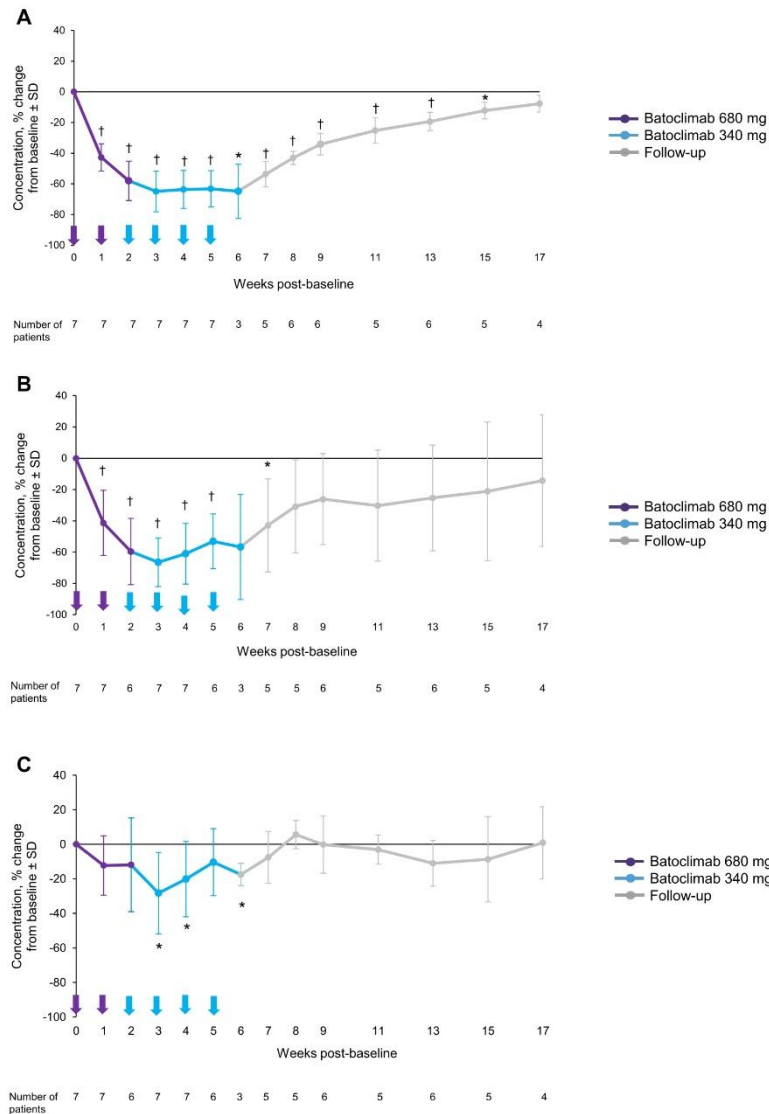 A
Concentration, % change
from baseline ± SD
40
20
0
-20
-40
-60
-80
-100
† † † † † * † † † † † *
0 1 2 3 4 5 6 7 8 9 11 13 15 17
Weeks post-baseline
Number of
patients
7 7 7 7 7 7 3 5 6 6 5 6 5 4
Batoclimab 680 mg
Batoclimab 340 mg
Follow-up
B
Concentration, % change
from baseline ± SD
40
20
0
-20
-40
-60
-80
-100
† † † † † *
0 1 2 3 4 5 6 7 8 9 11 13 15 17
Weeks post-baseline
Number of
patients
7 7 6 7 7 6 3 5 5 6 5 6 5 4
Batoclimab 680 mg
Batoclimab 340 mg
Follow-up
C
Concentration, % change
from baseline ± SD
40
20
0
-20
-40
-60
-80
-100
* * *
0 1 2 3 4 5 6 7 8 9 11 13 15 17
Weeks post-baseline
Number of
patients
7 7 6 7 7 6 3 5 5 6 5 6 5 4
Batoclimab 680 mg
Batoclimab 340 mg
Follow-up